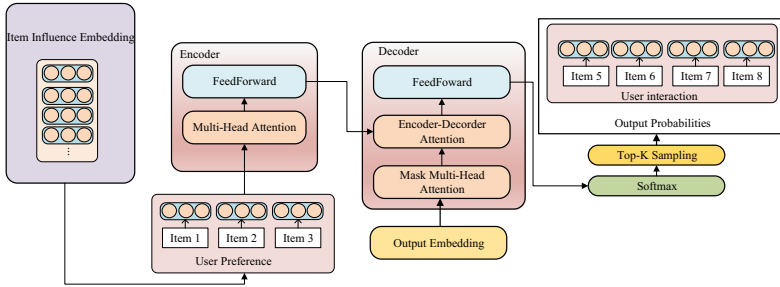 Item Influence Embedding
⋮
Encoder
FeedForward
Multi-Head Attention
Item 1
Item 2
Item 3
User Preference
Decoder
FeedFoward
Encoder-Decorder
Attention
Mask Multi-Head
Attention
Output Embedding
Item 5
Item 6
Item 7
Item 8
User interaction
Output Probabilities
Top-K Sampling
Softmax